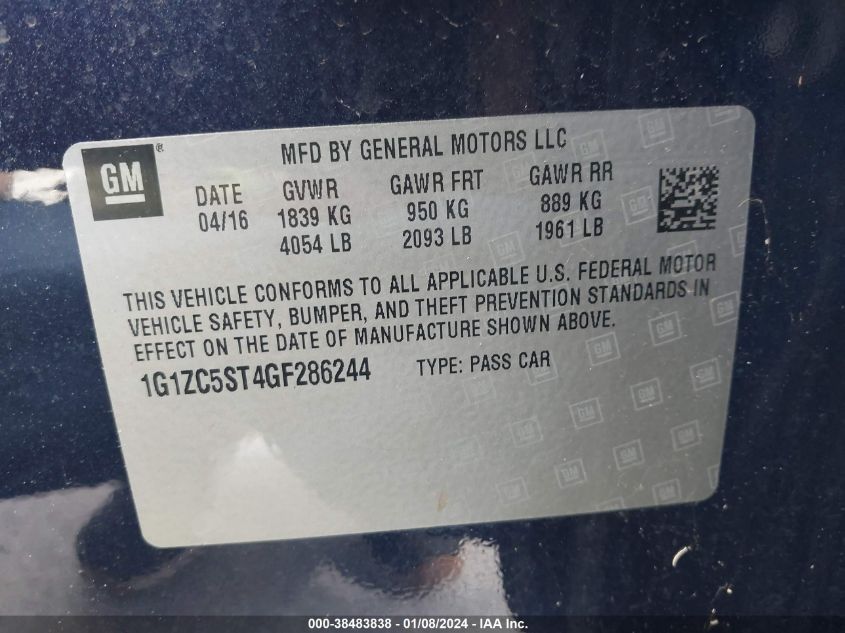 GM ®
MFD BY GENERAL MOTORS LLC
DATE GVWR GAWR FRT GAWR RR
04/16 1839 KG 950 KG 889 KG
4054 LB 2093 LB 1961 LB
THIS VEHICLE CONFORMS TO ALL APPLICABLE U.S. FEDERAL MOTOR
VEHICLE SAFETY, BUMPER, AND THEFT PREVENTION STANDARDS IN
EFFECT ON THE DATE OF MANUFACTURE SHOWN ABOVE.
1G1ZC5ST4GF286244 TYPE: PASS CAR
000-38483838 - 01/08/2024 - IAA Inc.